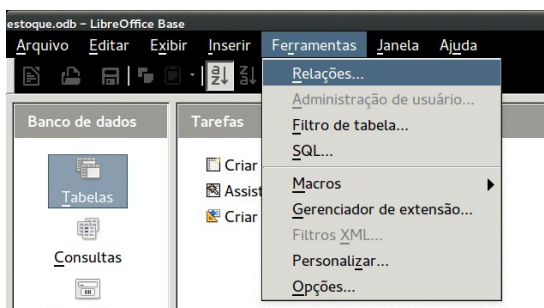 estoque.odb – LibreOffice Base
Arquivo Editar Exibir Inserir Ferramentas Janela Ajuda
Banco de dados
Tabelas
Consultas
Tarefas
Criar
Assist
Criar
Relações...
Administração de usuário...
Filtro de tabela...
SQL...
Macros
Gerenciador de extensão...
Filtros XML...
Personalizar...
Opções...